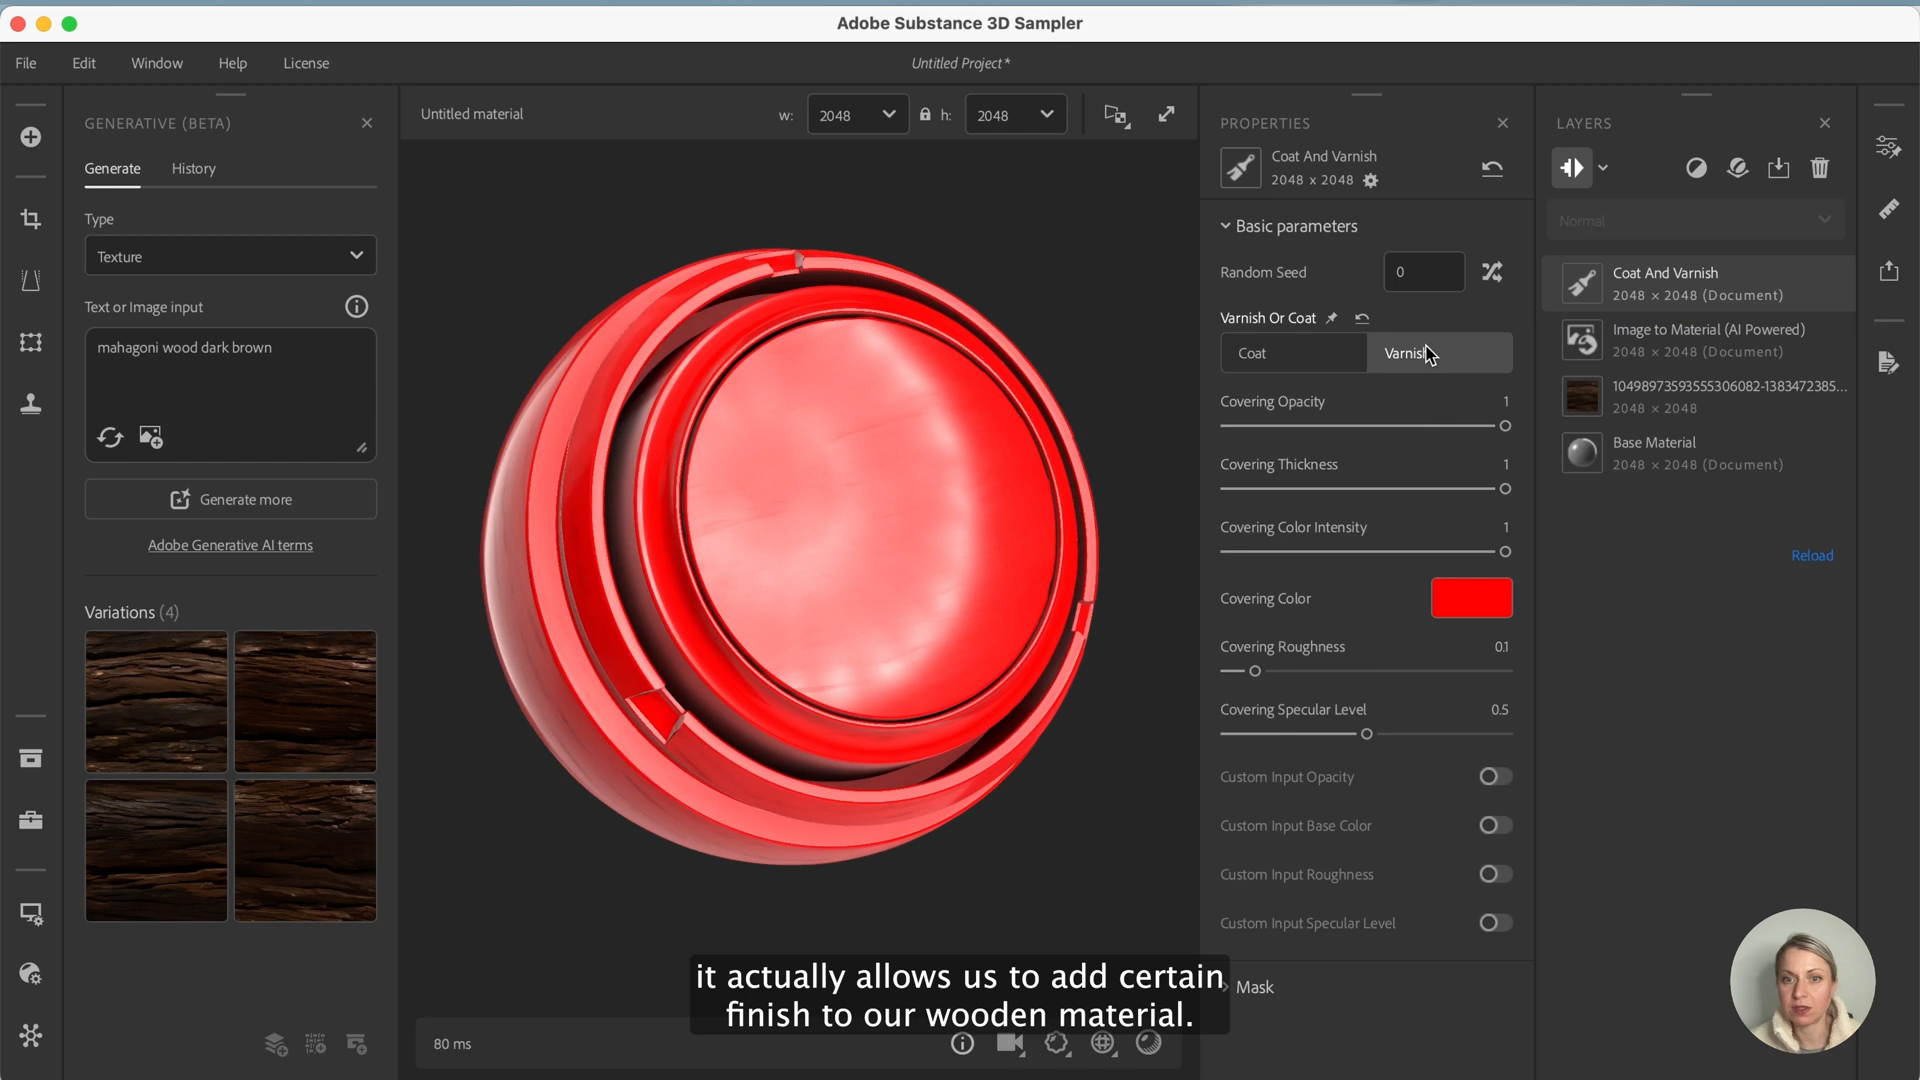 Adobe Substance 3D Sampler
File Edit Window Help License
Untitled Project*
GENERATIVE (BETA)
Generate History
Type
Texture
Text or Image input
mahagoni wood dark brown
Generate more
Adobe Generative AI terms
Variations (4)
Untitled material
w: 2048 h: 2048
80 ms
it actually allows us to add certain
finish to our wooden material.
PROPERTIES
Coat And Varnish
2048 x 2048
Basic parameters
Random Seed 0
Varnish Or Coat
Coat Varnish
Covering Opacity 1
Covering Thickness 1
Covering Color Intensity 1
Covering Color
Covering Roughness 0.1
Covering Specular Level 0.5
Custom Input Opacity
Custom Input Base Color
Custom Input Roughness
Custom Input Specular Level
Mask
LAYERS
Normal
Coat And Varnish
2048 × 2048 (Document)
Image to Material (AI Powered)
2048 × 2048 (Document)
10498973593555306082-1383472385...
2048 × 2048
Base Material
2048 × 2048 (Document)
Reload